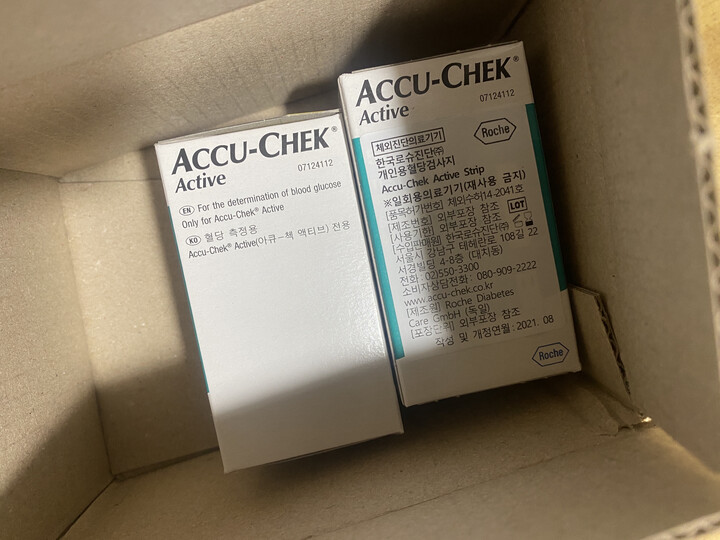 ACCU-CHEK®
Active
07124112
EN For the determination of blood glucose
Only for Accu-Chek® Active
KO 혈당 측정용
Accu-Chek® Active(아큐-첵 액티브) 전용
ACCU-CHEK®
Active
07124112
Roche
체외진단의료기기
한국로슈진단㈜
개인용혈당검사지
Accu-Chek Active Strip
※일회용의료기기(재사용 금지)
[품목허가번호] 체외수허14-2041호
[제조번호] 외부포장 참조 LOT
[사용기한] 외부포장 참조
[수입판매원] 한국로슈진단㈜
서울시 강남구 테헤란로 108길 22
서경빌딩 4-8층 (대치동)
전화 : 02)550-3300
소비자상담전화 : 080-909-2222
www.accu-chek.co.kr
[제조원] Roche Diabetes
Care GmbH (독일)
[포장단위] 외부포장 참조
작성 및 개정연월 : 2021. 08
Roche